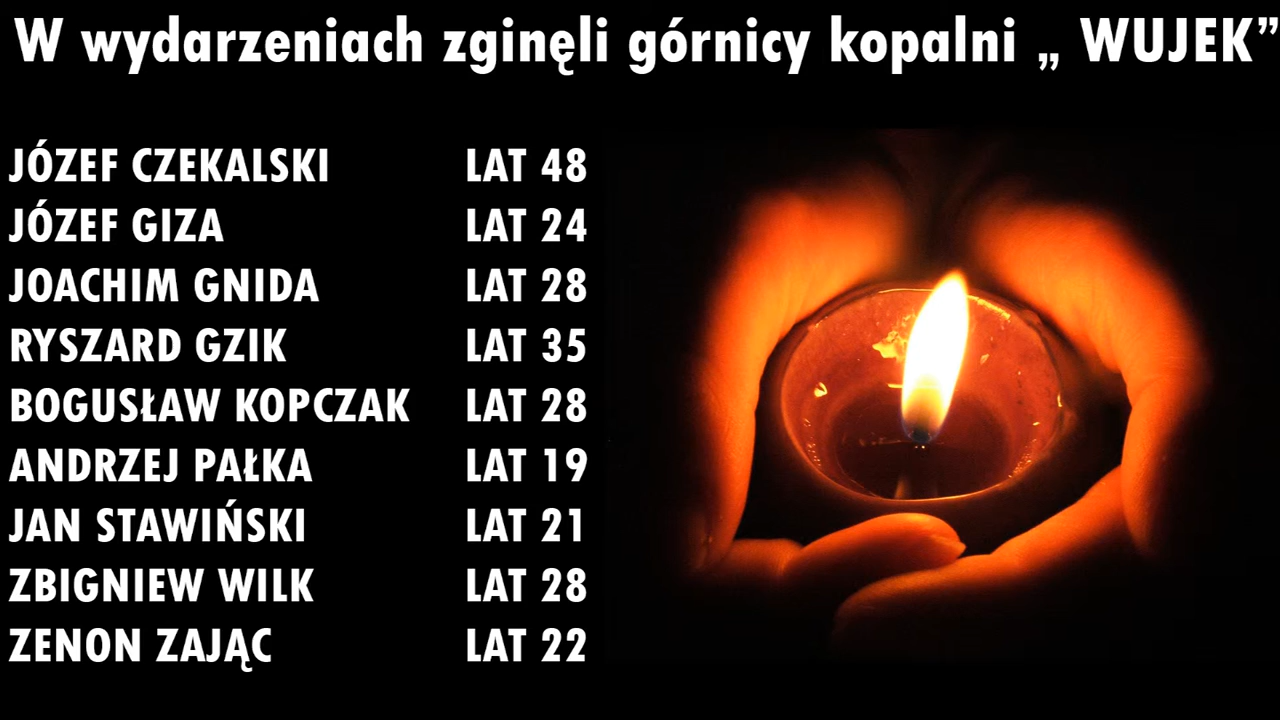 W wydarzeniach zginęli górnicy kopalni „ WUJEK”
JÓZEF CZEKALSKI LAT 48
JÓZEF GIZA LAT 24
JOACHIM GNIDA LAT 28
RYSZARD GZIK LAT 35
BOGUSŁAW KOPCZAK LAT 28
ANDRZEJ PAŁKA LAT 19
JAN STAWIŃSKI LAT 21
ZBIGNIEW WILK LAT 28
ZENON ZAJĄC LAT 22